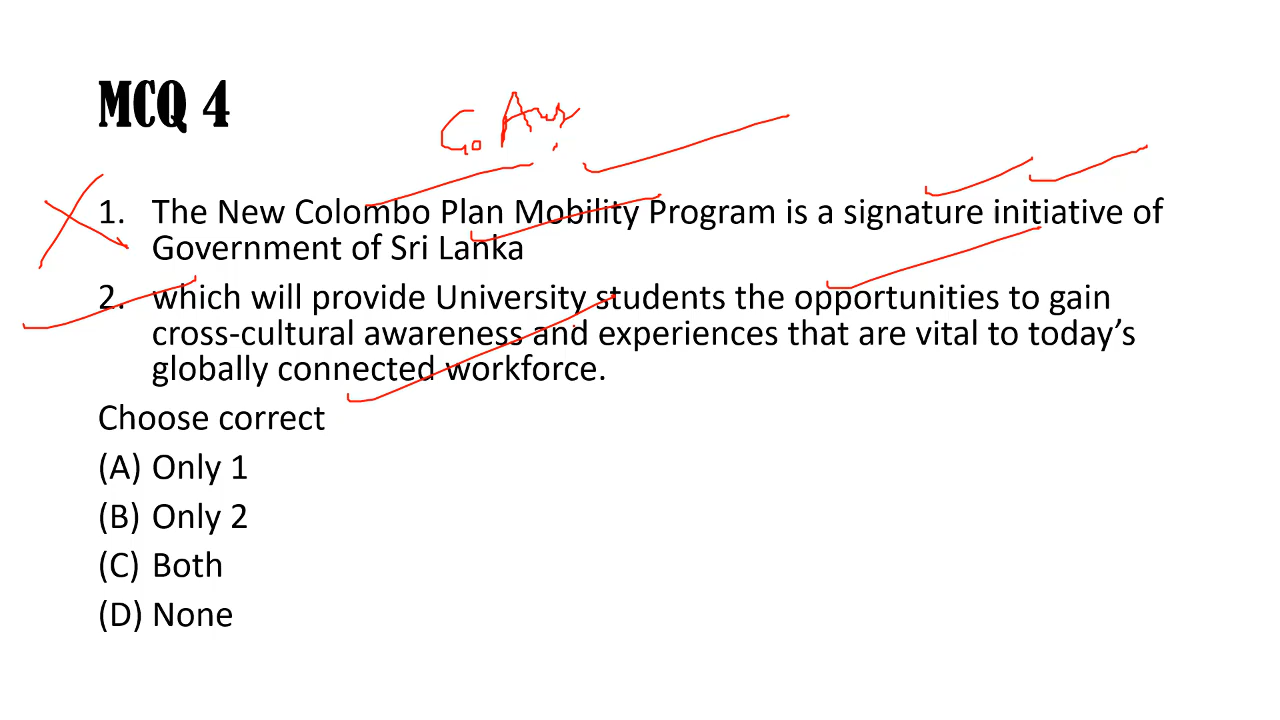 MCQ 4
1. The New Colombo Plan Mobility Program is a signature initiative of
Government of Sri Lanka
2. which will provide University students the opportunities to gain
cross-cultural awareness and experiences that are vital to today's
globally connected workforce.
Choose correct
(A) Only 1
(B) Only 2
(C) Both
(D) None